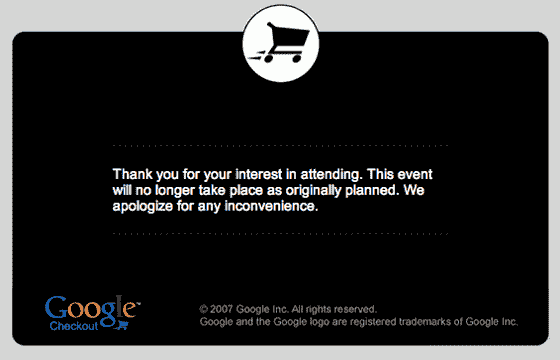 Thank you for your interest in attending. This event
will no longer take place as originally planned. We
apologize for any inconvenience.
Google™
Checkout
© 2007 Google Inc. All rights reserved.
Google and the Google logo are registered trademarks of Google Inc.